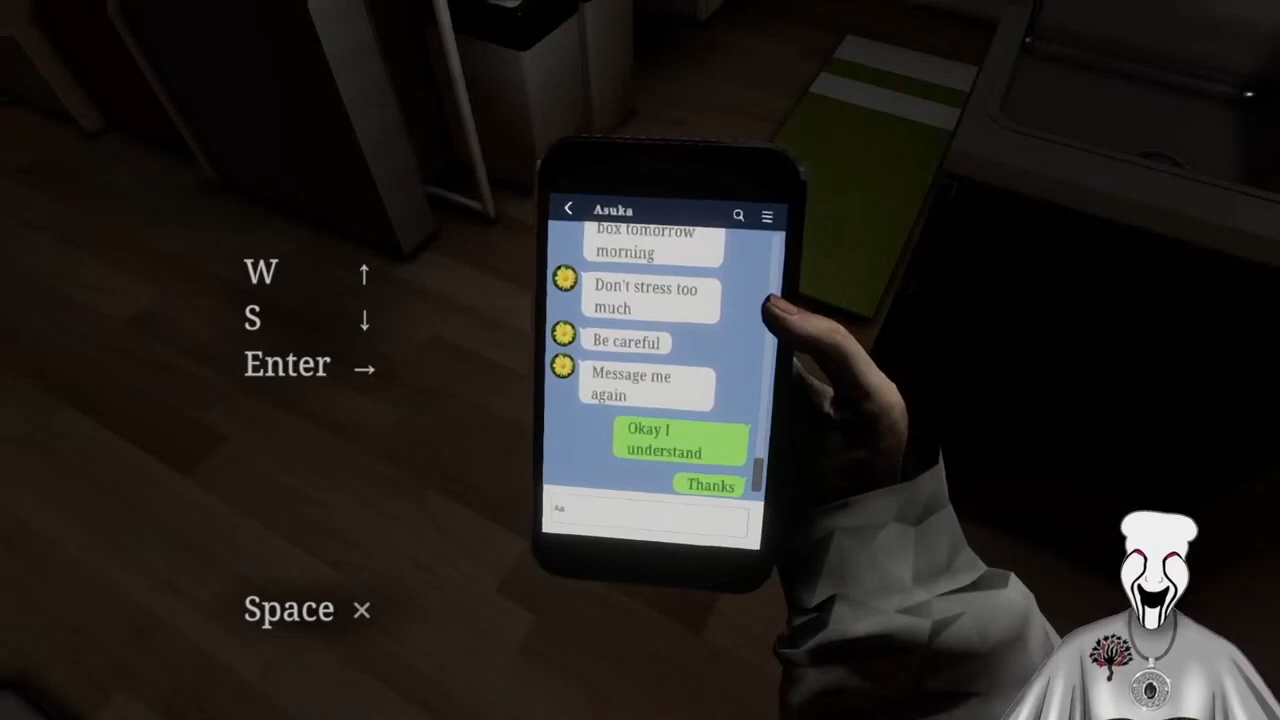 Asuka
box tomorrow
morning
Don't stress too
much
Be careful
Message me
again
Okay I
understand
Thanks
Aa
W ↑
S ↓
Enter →
Space ×